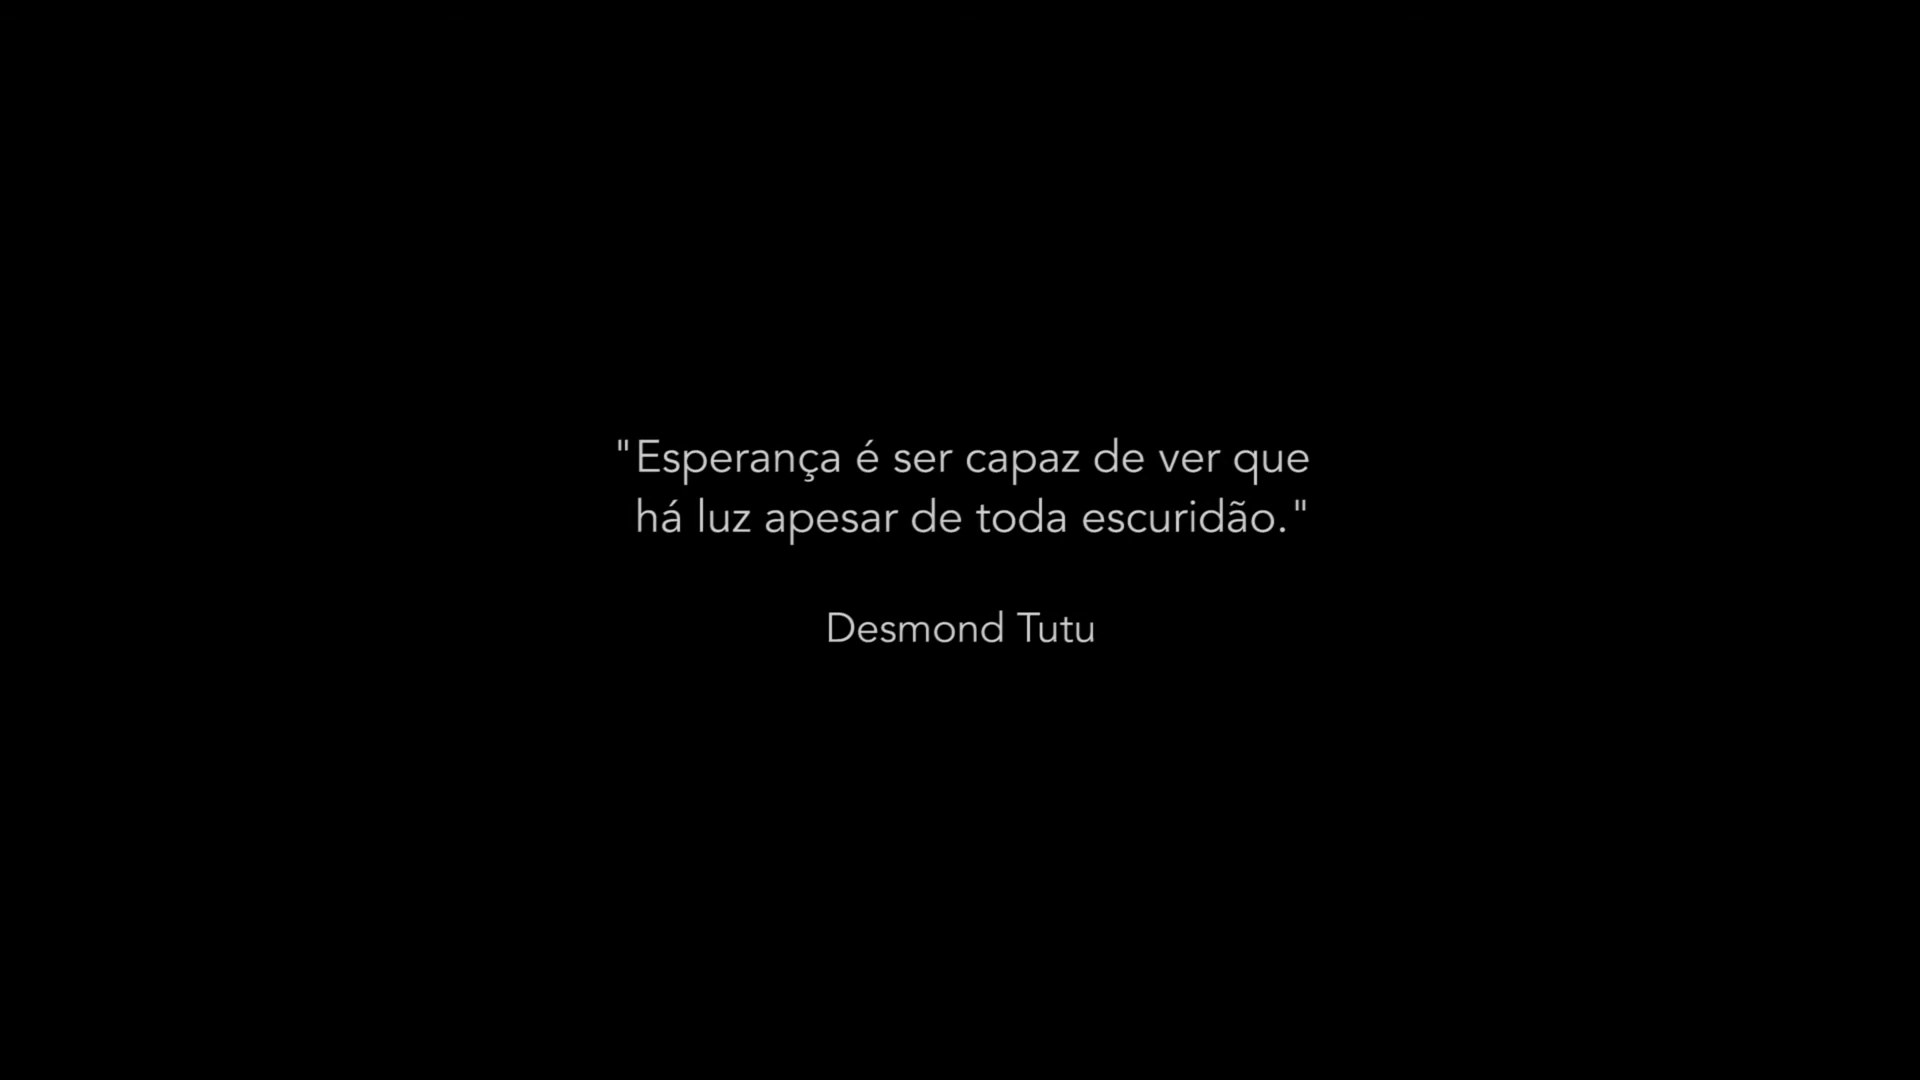 "Esperança é ser capaz de ver que
há luz apesar de toda escuridão."
Desmond Tutu